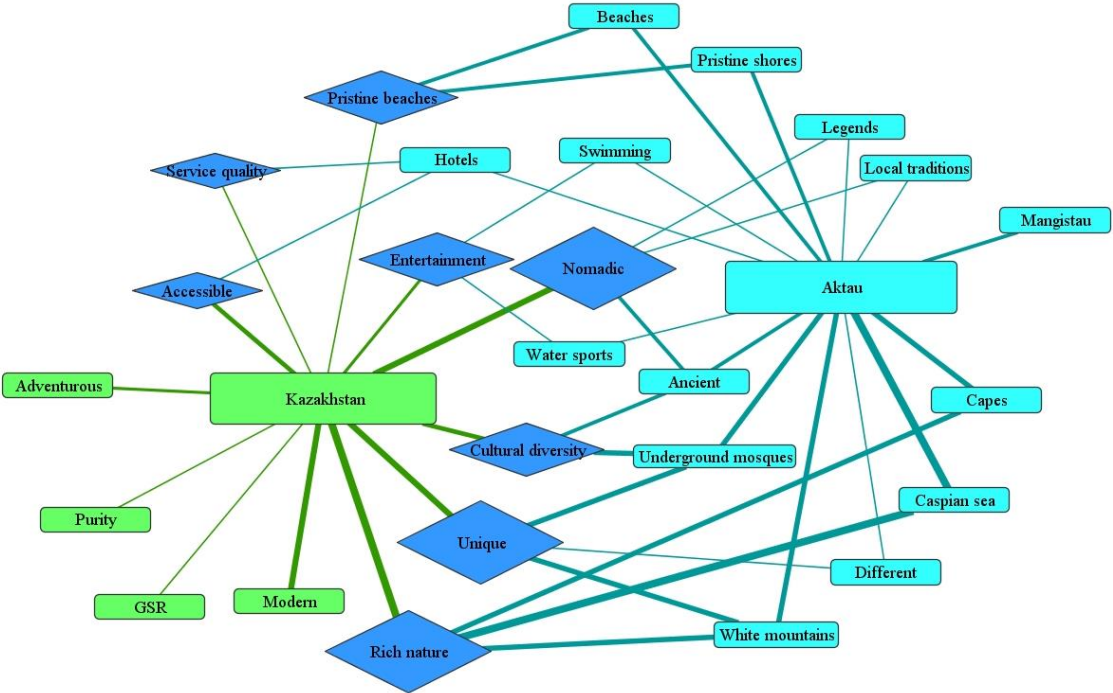 Beaches
Pristine shores
Pristine beaches
Legends
Swimming
Hotels
Local traditions
Service quality
Mangistau
Entertainment
Nomadic
Accessible
Aktau
Water sports
Ancient
Adventurous
Kazakhstan
Capes
Cultural diversity
Underground mosques
Caspian sea
Purity
Unique
Different
Modern
GSR
White mountains
Rich nature